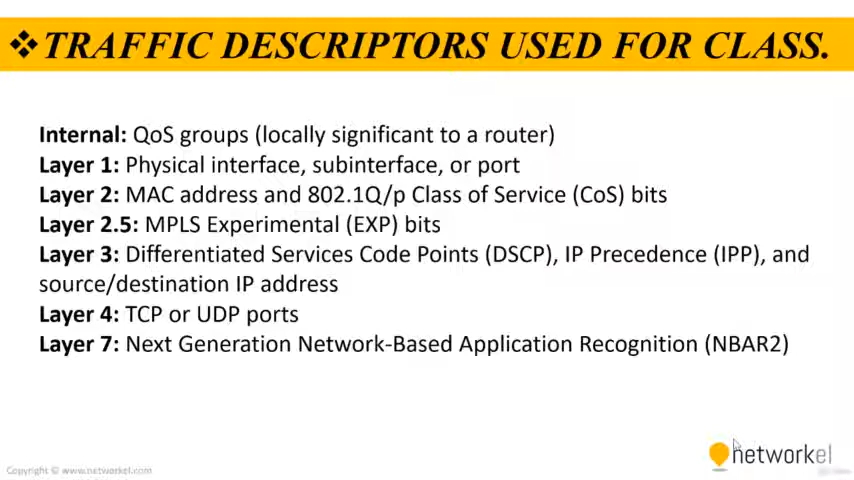 ❖TRAFFIC DESCRIPTORS USED FOR CLASS.
Internal: QoS groups (locally significant to a router)
Layer 1: Physical interface, subinterface, or port
Layer 2: MAC address and 802.1Q/p Class of Service (CoS) bits
Layer 2.5: MPLS Experimental (EXP) bits
Layer 3: Differentiated Services Code Points (DSCP), IP Precedence (IPP), and
source/destination IP address
Layer 4: TCP or UDP ports
Layer 7: Next Generation Network-Based Application Recognition (NBAR2)
networkel
Copyright © www.networkel.com